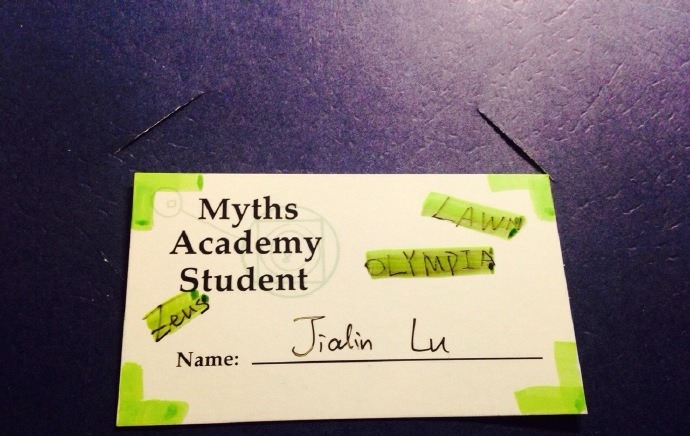 Myths
Academy
Student
LAWN
OLYMPIA
Zeus
Name: Jialin Lu